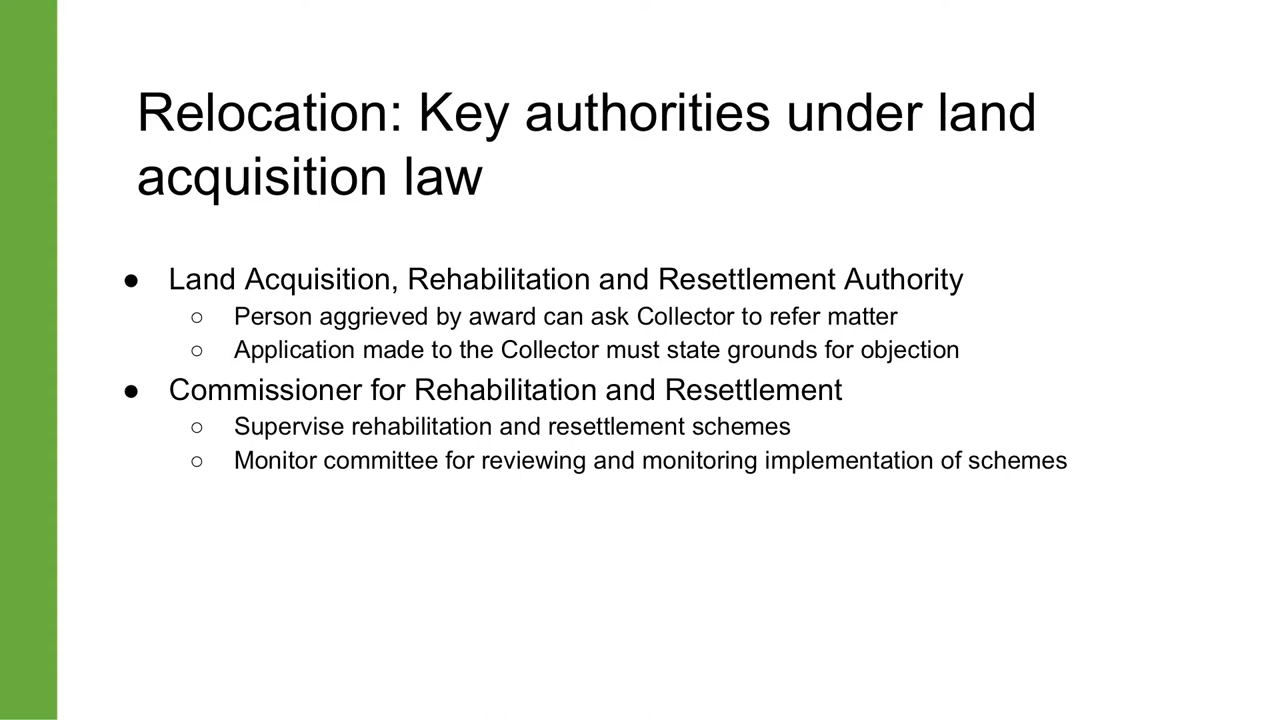 Relocation: Key authorities under land
acquisition law
● Land Acquisition, Rehabilitation and Resettlement Authority
○ Person aggrieved by award can ask Collector to refer matter
○ Application made to the Collector must state grounds for objection
● Commissioner for Rehabilitation and Resettlement
○ Supervise rehabilitation and resettlement schemes
○ Monitor committee for reviewing and monitoring implementation of schemes